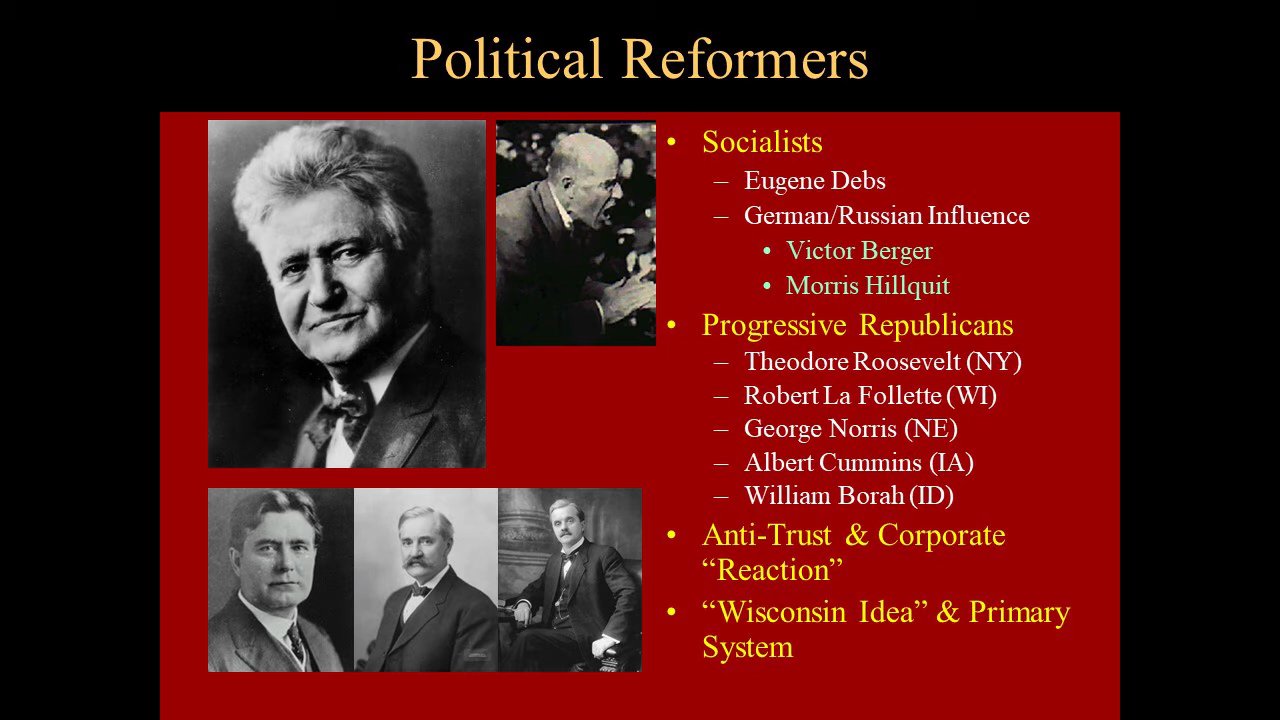 Political Reformers
• Socialists
– Eugene Debs
– German/Russian Influence
• Victor Berger
• Morris Hillquit
• Progressive Republicans
– Theodore Roosevelt (NY)
– Robert La Follette (WI)
– George Norris (NE)
– Albert Cummins (IA)
– William Borah (ID)
• Anti-Trust & Corporate
“Reaction”
• “Wisconsin Idea” & Primary
System